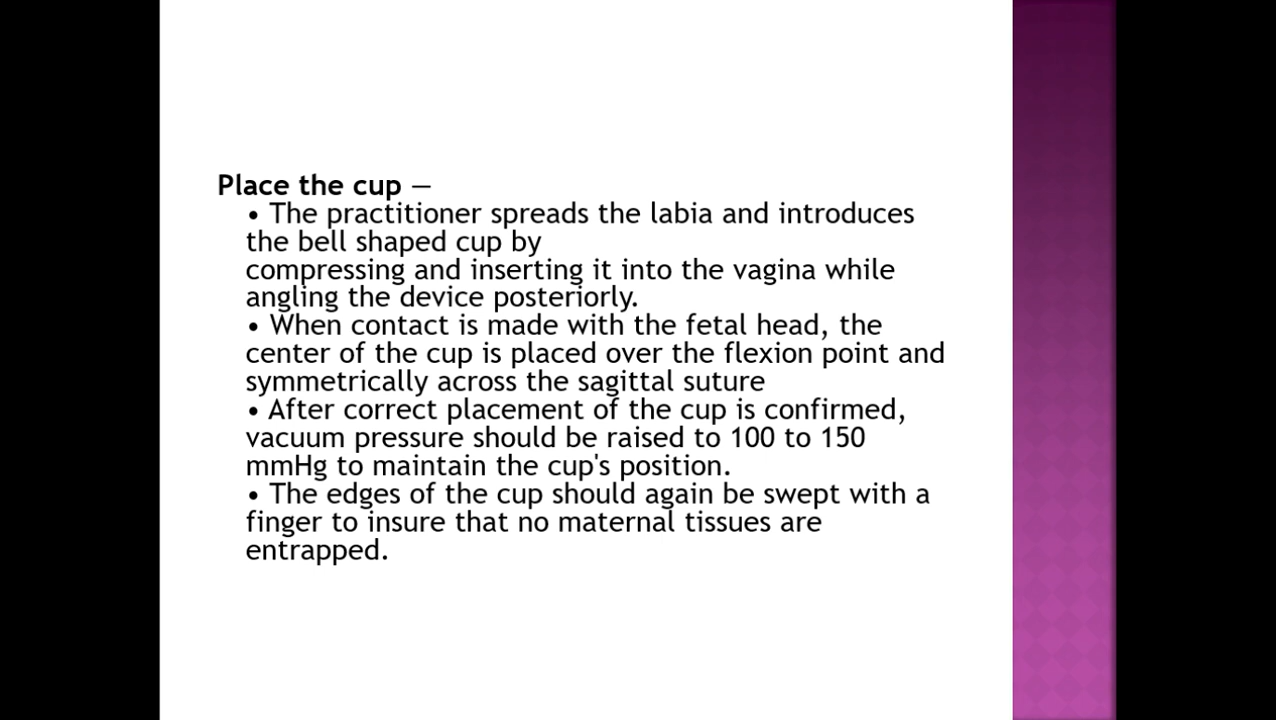 Place the cup —
• The practitioner spreads the labia and introduces
the bell shaped cup by
compressing and inserting it into the vagina while
angling the device posteriorly.
• When contact is made with the fetal head, the
center of the cup is placed over the flexion point and
symmetrically across the sagittal suture
• After correct placement of the cup is confirmed,
vacuum pressure should be raised to 100 to 150
mmHg to maintain the cup's position.
• The edges of the cup should again be swept with a
finger to insure that no maternal tissues are
entrapped.